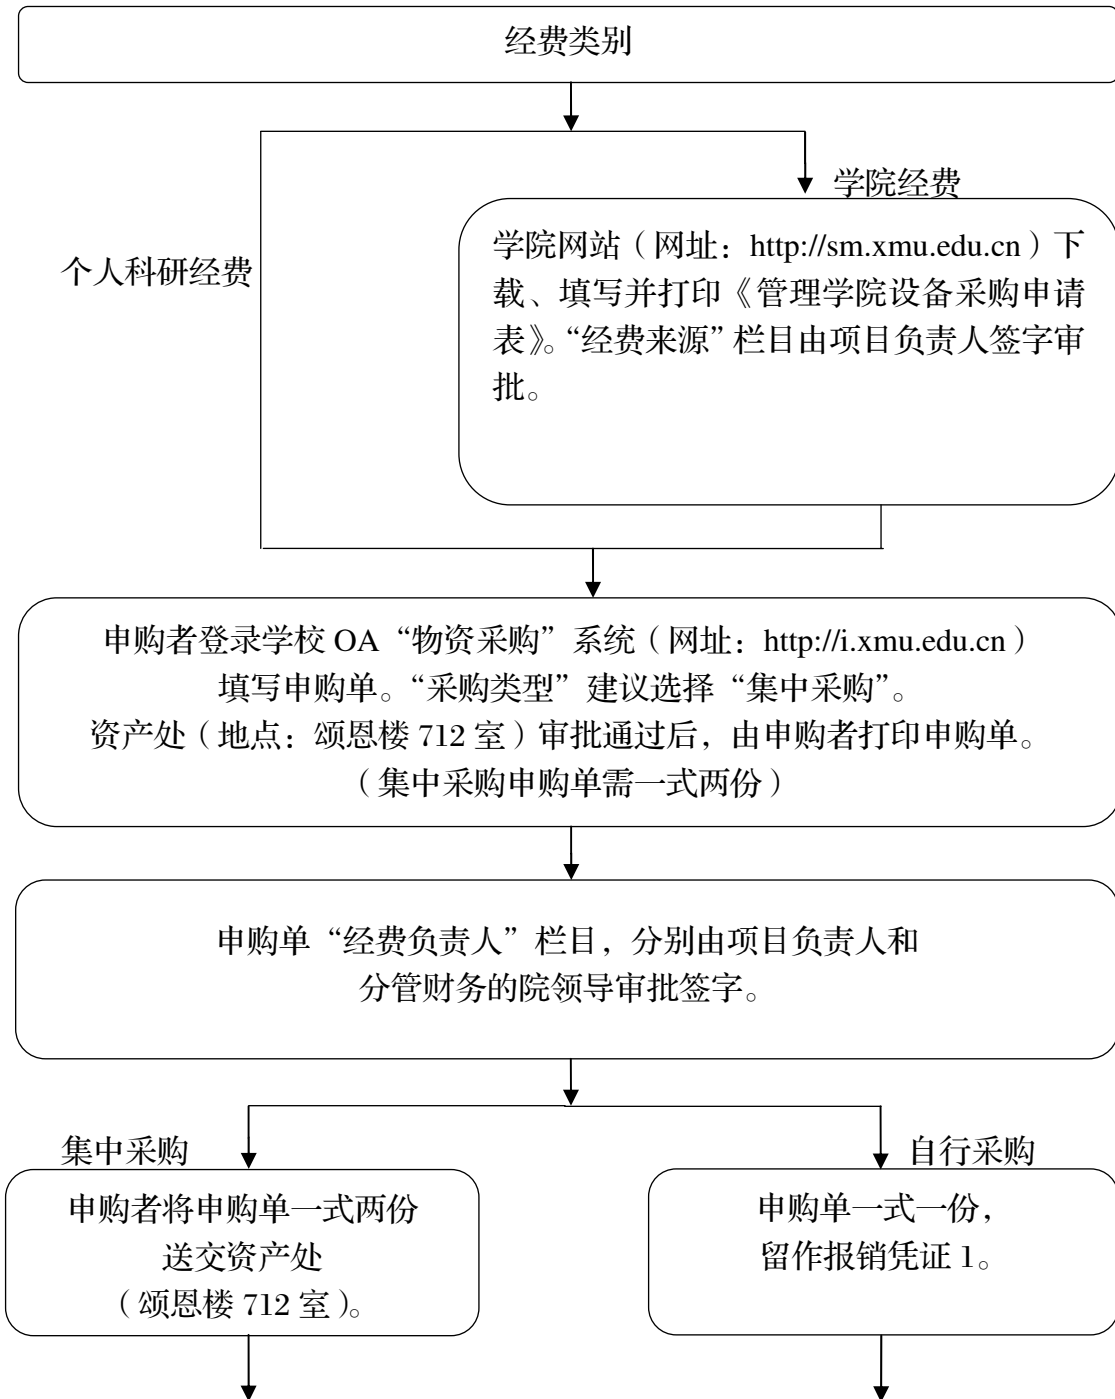 经费类别
学院经费
个人科研经费
学院网站（网址：http://sm.xmu.edu.cn）下
载、填写并打印《管理学院设备采购申请
表》。“经费来源”栏目由项目负责人签字审
批。
申购者登录学校 OA“物资采购”系统（网址：http://i.xmu.edu.cn）
填写申购单。“采购类型”建议选择“集中采购”。
资产处（地点：颂恩楼 712 室）审批通过后，由申购者打印申购单。
（集中采购申购单需一式两份）
申购单“经费负责人”栏目，分别由项目负责人和
分管财务的院领导审批签字。
集中采购
申购者将申购单一式两份
送交资产处
（颂恩楼 712 室）。
自行采购
申购单一式一份，
留作报销凭证 1。